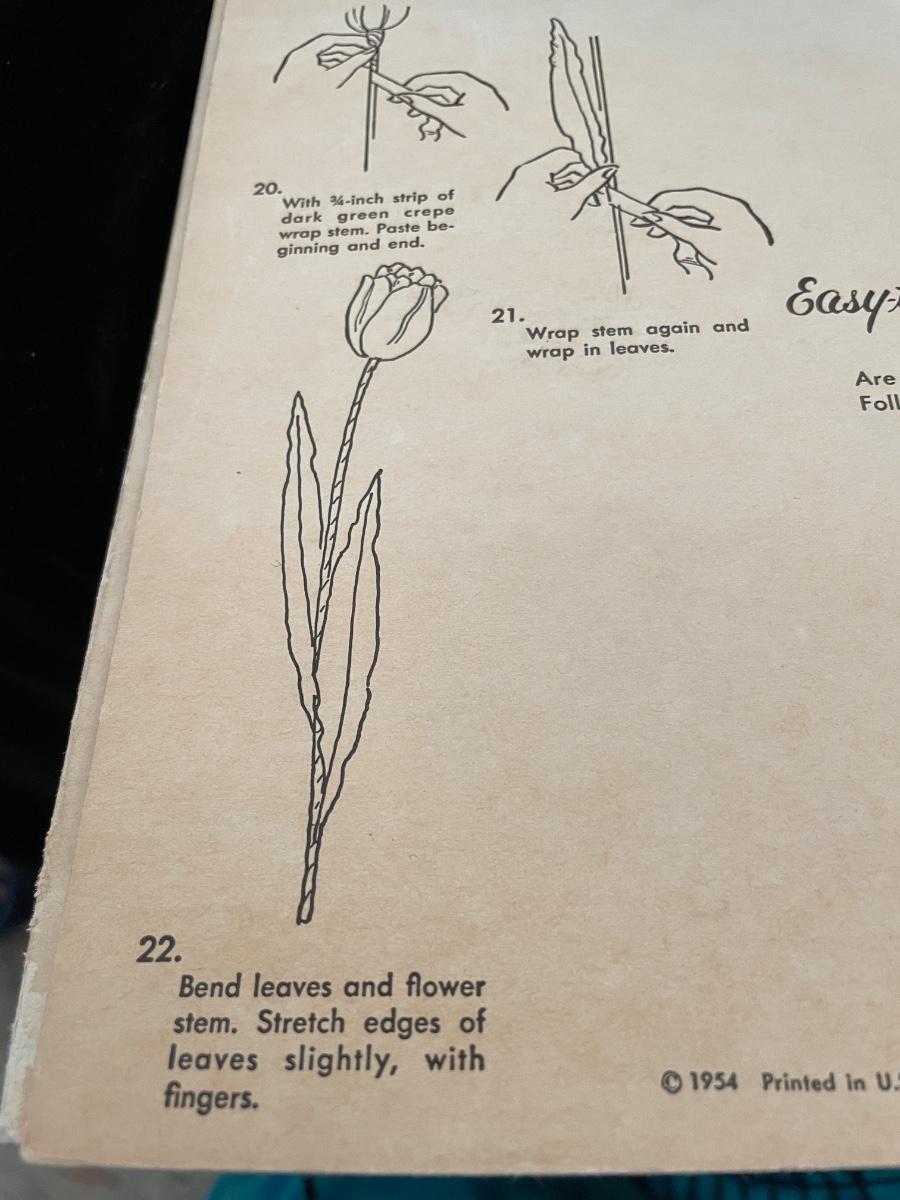 20.
With ¾-inch strip of
dark green crepe
wrap stem. Paste be-
ginning and end.
21.
Wrap stem again and
wrap in leaves.
Easy-
Are
Foll
22.
Bend leaves and flower
stem. Stretch edges of
leaves slightly, with
fingers.
© 1954 Printed in U.S